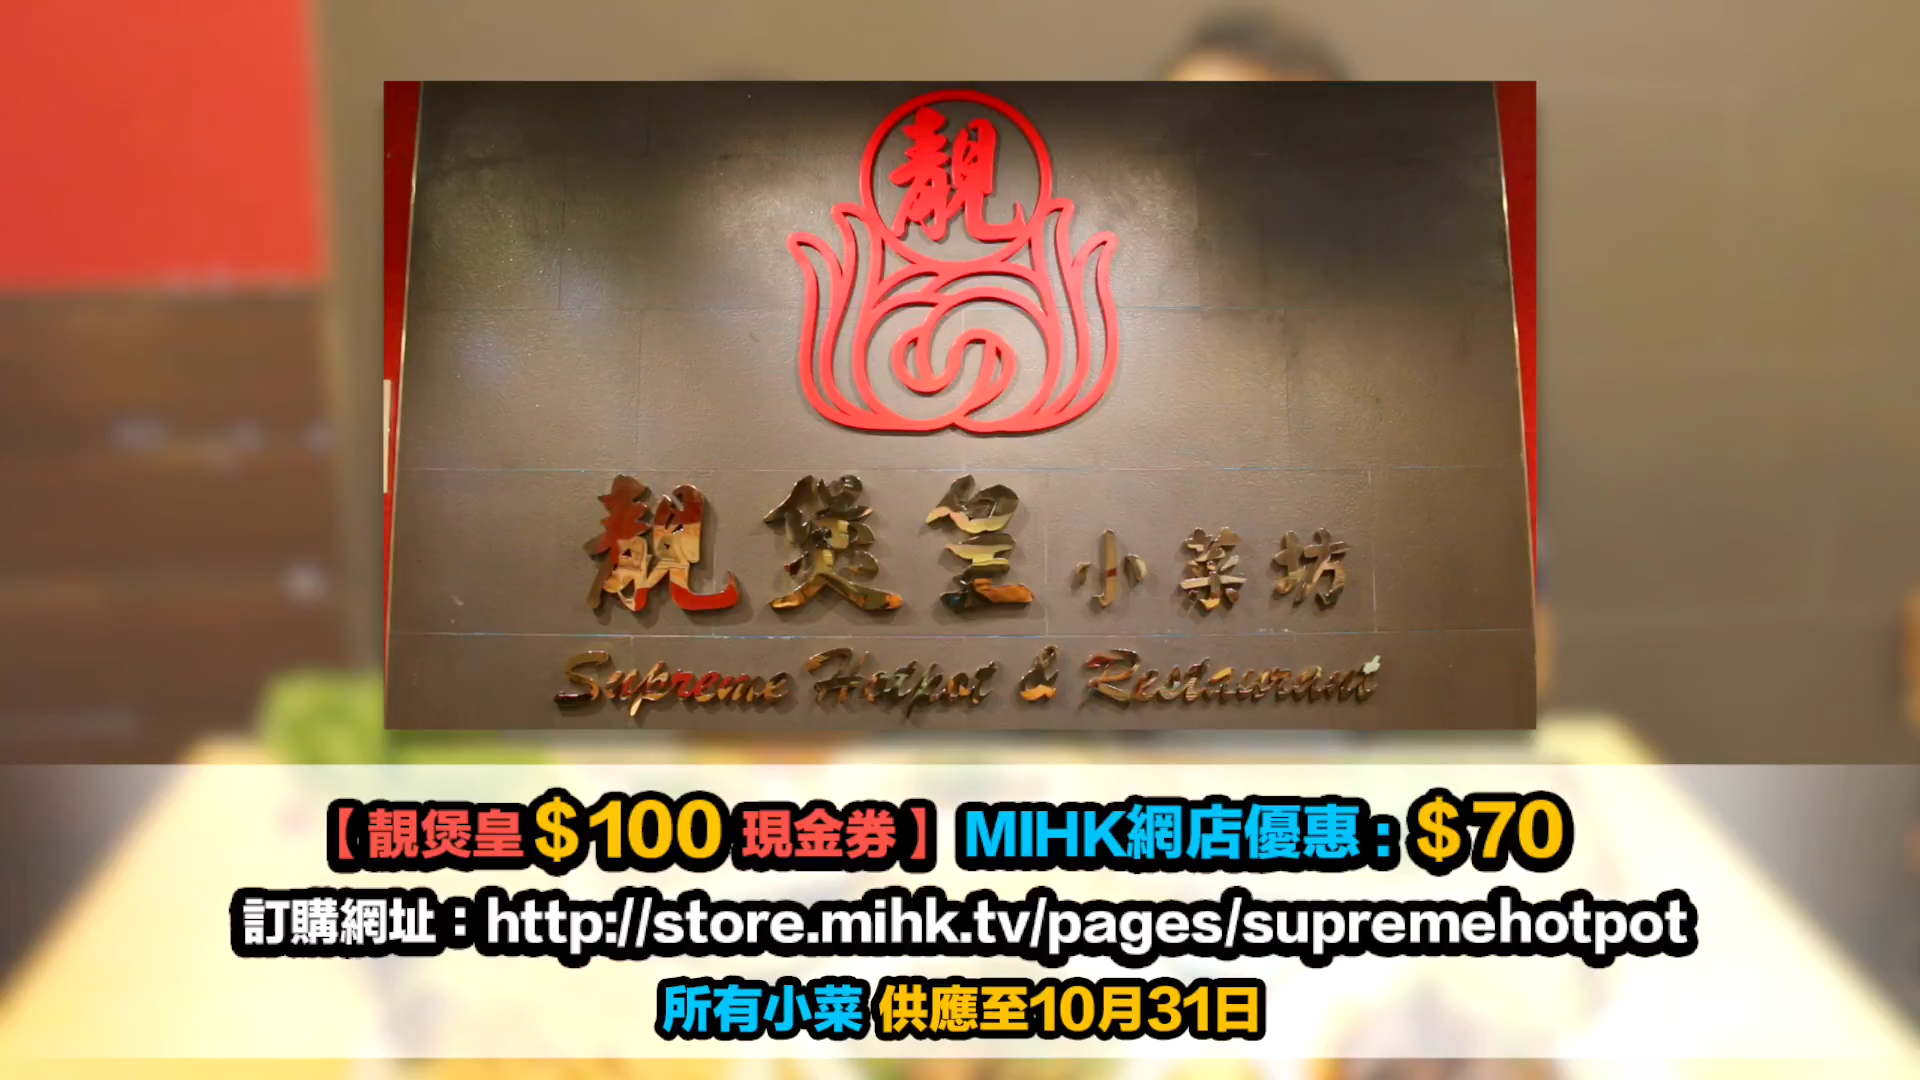 靚
靚煲皇小菜坊
Supreme Hotpot & Restaurant
【靚煲皇$100現金券】MIHK網店優惠：$70
訂購網址：http://store.mihk.tv/pages/supremehotpot
所有小菜 供應至10月31日